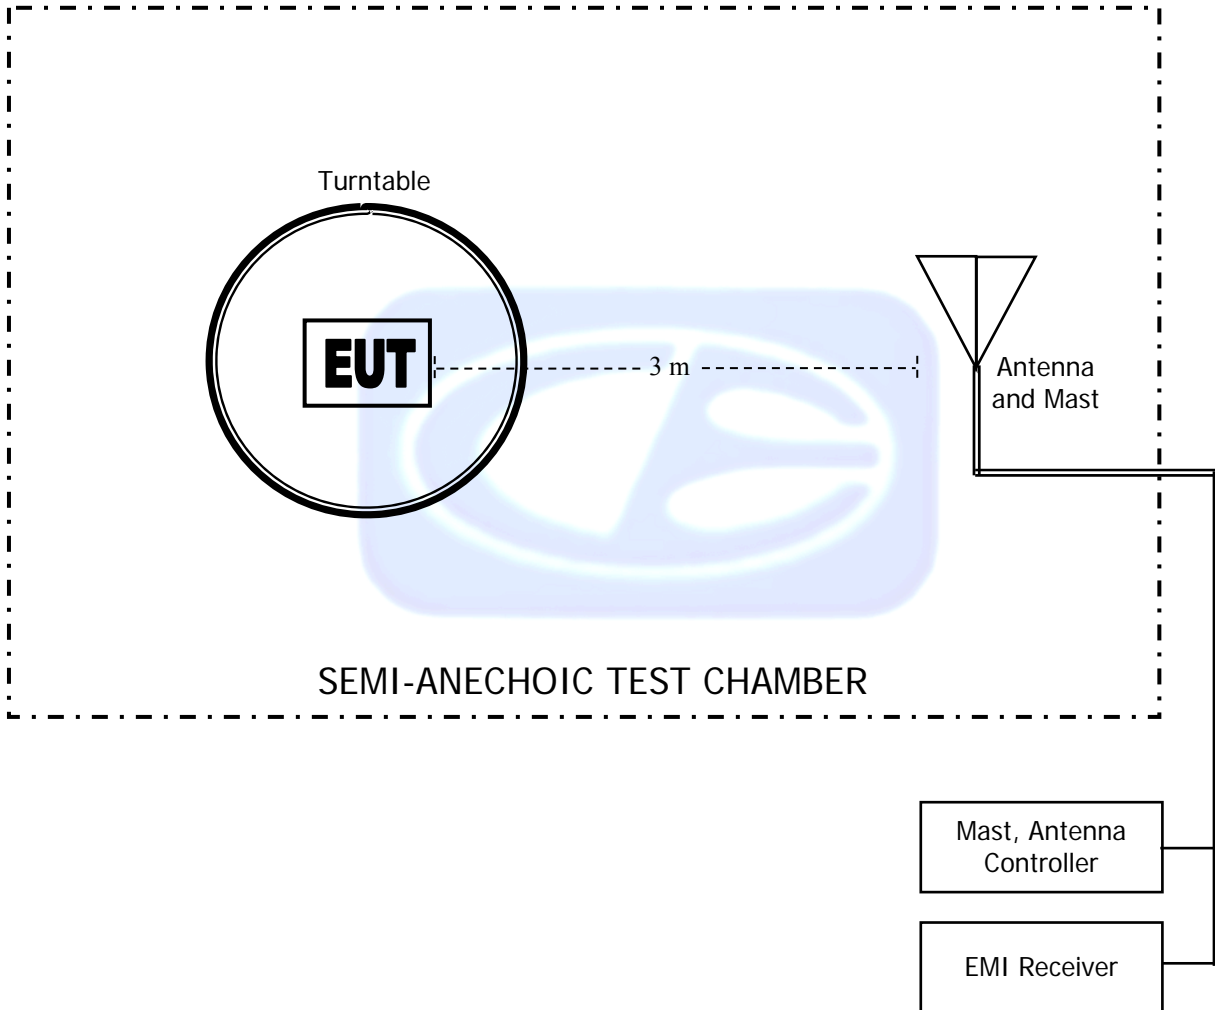 Turntable
EUT
3 m
Antenna
and Mast
SEMI-ANECHOIC TEST CHAMBER
Mast, Antenna
Controller
EMI Receiver